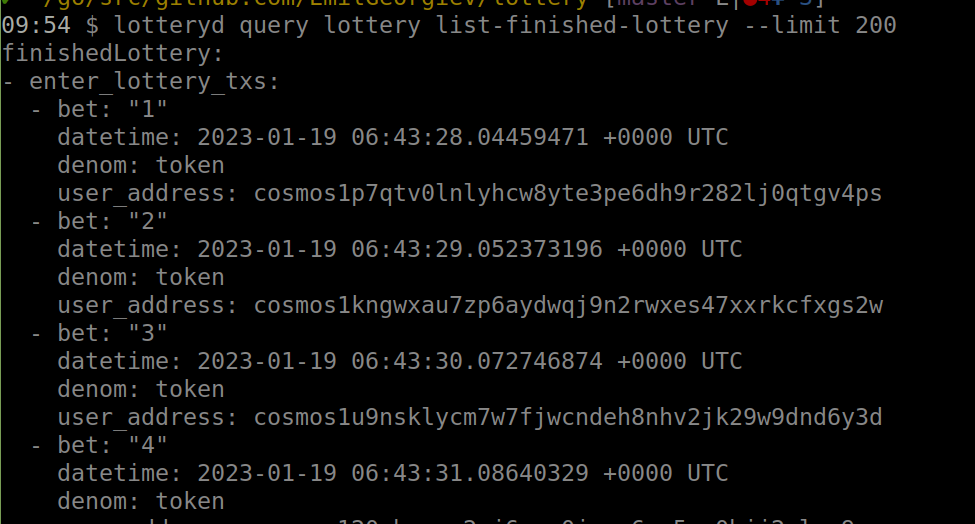 /go/src/github.com/EmilGeorgiev/lottery [master
09:54 $ lotteryd query lottery list-finished-lottery --limit 200
finishedLottery:
- enter_lottery_txs:
  - bet: "1"
    datetime: 2023-01-19 06:43:28.04459471 +0000 UTC
    denom: token
    user_address: cosmos1p7qtv0lnlyhcw8yte3pe6dh9r282lj0qtgv4ps
  - bet: "2"
    datetime: 2023-01-19 06:43:29.052373196 +0000 UTC
    denom: token
    user_address: cosmos1kngwxau7zp6aydwqj9n2rwxes47xxrkcfxgs2w
  - bet: "3"
    datetime: 2023-01-19 06:43:30.072746874 +0000 UTC
    denom: token
    user_address: cosmos1u9nsklycm7w7fjwcndeh8nhv2jk29w9dnd6y3d
  - bet: "4"
    datetime: 2023-01-19 06:43:31.08640329 +0000 UTC
    denom: token